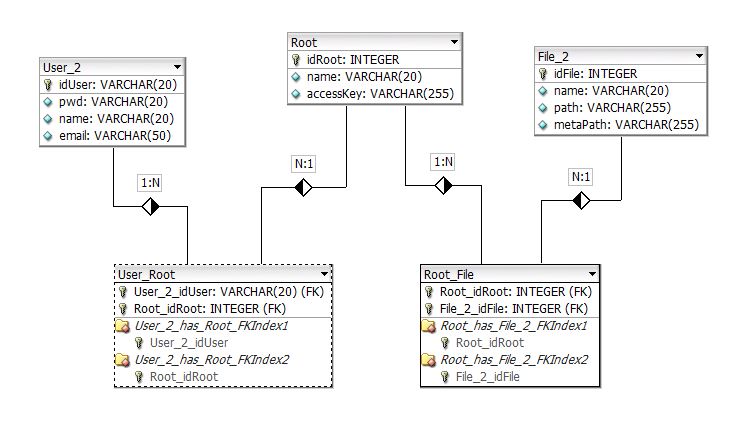 Root
idRoot: INTEGER
name: VARCHAR(20)
accessKey: VARCHAR(255)
User_2
idUser: VARCHAR(20)
pwd: VARCHAR(20)
name: VARCHAR(20)
email: VARCHAR(50)
File_2
idFile: INTEGER
name: VARCHAR(20)
path: VARCHAR(255)
metaPath: VARCHAR(255)
1:N
N:1
1:N
N:1
User_Root
User_2_idUser: VARCHAR(20) (FK)
Root_idRoot: INTEGER (FK)
User_2_has_Root_FKIndex1
User_2_idUser
User_2_has_Root_FKIndex2
Root_idRoot
Root_File
Root_idRoot: INTEGER (FK)
File_2_idFile: INTEGER (FK)
Root_has_File_2_FKIndex1
Root_idRoot
Root_has_File_2_FKIndex2
File_2_idFile